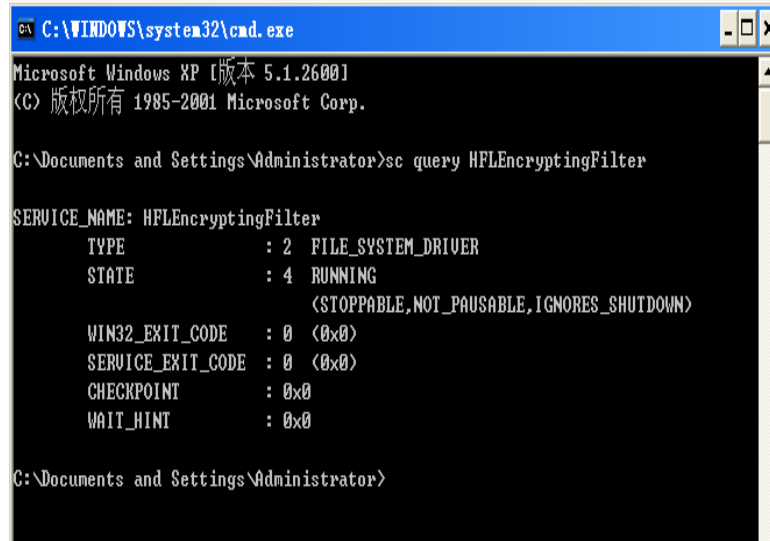 C:\WINDOWS\system32\cmd.exe
Microsoft Windows XP [版本 5.1.2600]
(C) 版权所有 1985-2001 Microsoft Corp.
C:\Documents and Settings\Administrator>sc query HFLEncryptingFilter
SERVICE_NAME: HFLEncryptingFilter
TYPE : 2 FILE_SYSTEM_DRIVER
STATE : 4 RUNNING
(STOPPABLE,NOT_PAUSABLE,IGNORES_SHUTDOWN)
WIN32_EXIT_CODE : 0 (0x0)
SERVICE_EXIT_CODE : 0 (0x0)
CHECKPOINT : 0x0
WAIT_HINT : 0x0
C:\Documents and Settings\Administrator>